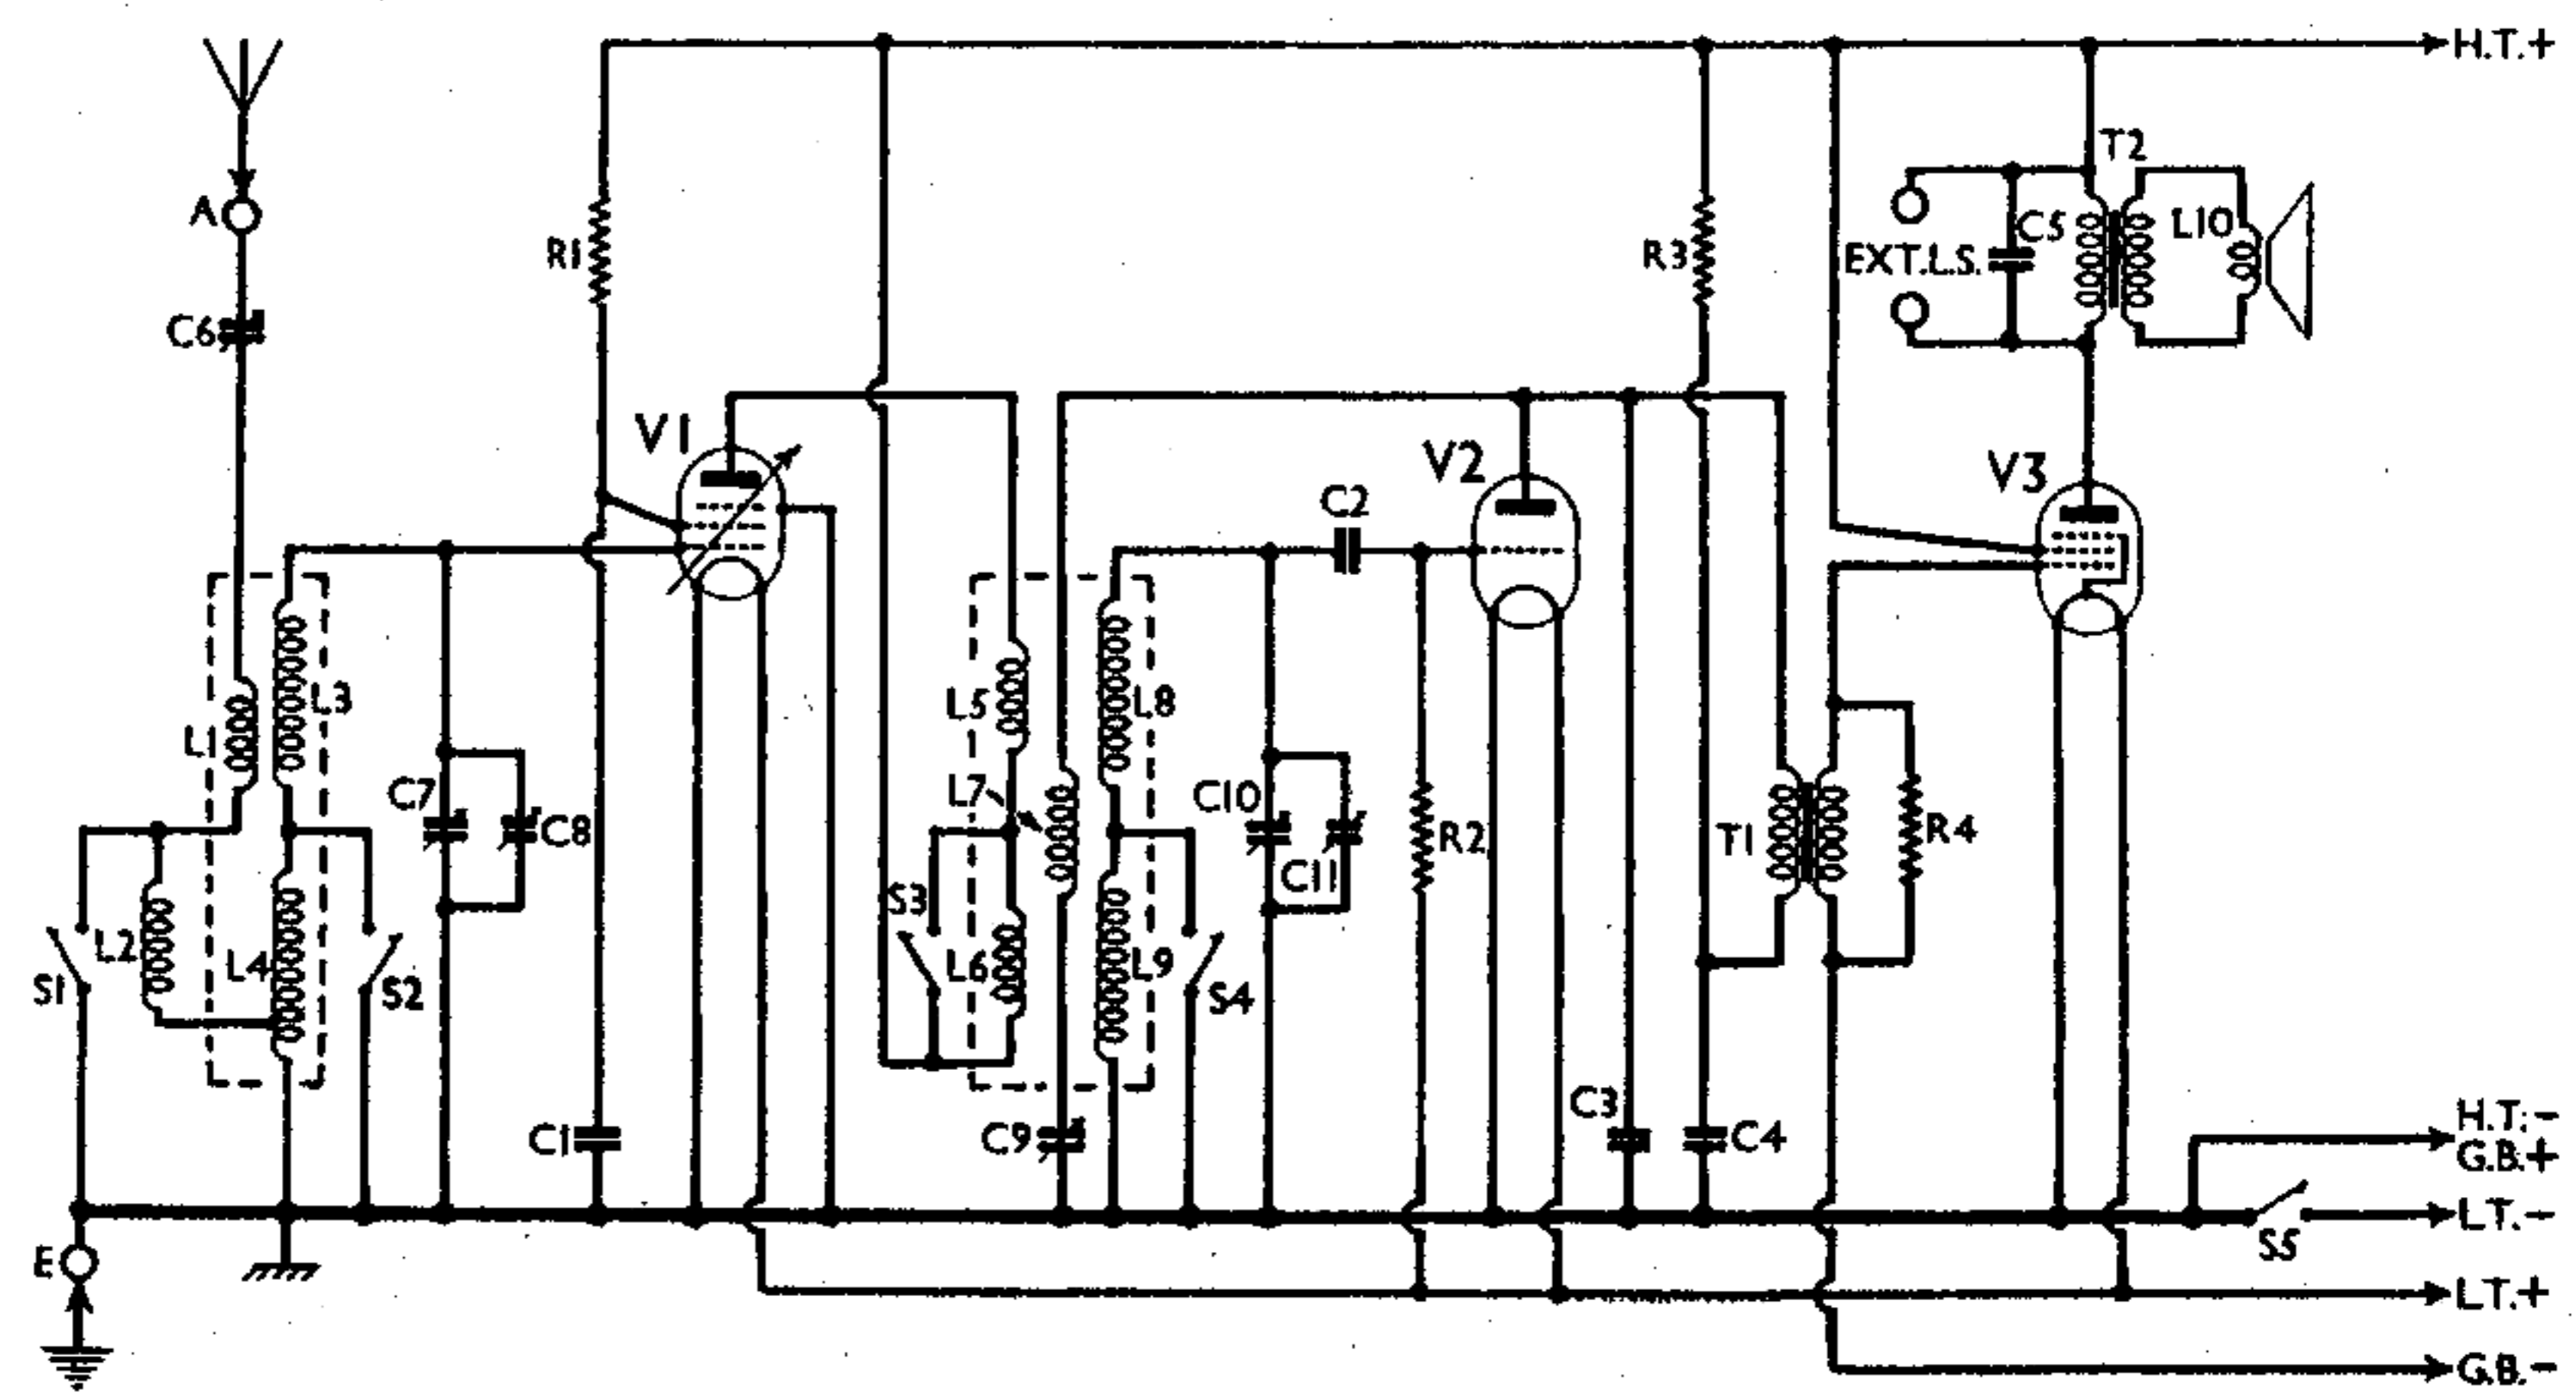 H.T.+
T2
A
C5
L10
R1
R3
EXT.L.S.
C6
V1
V2
V3
C2
L3
L5
L8
L1
L7
C7
C10
C8
R2
T1
R4
C11
S3
L2
L4
L6
L9
S1
S2
S4
C3
H.T.-
C1
C9
C4
G.B.+
L.T.-
S5
E
L.T.+
G.B.-